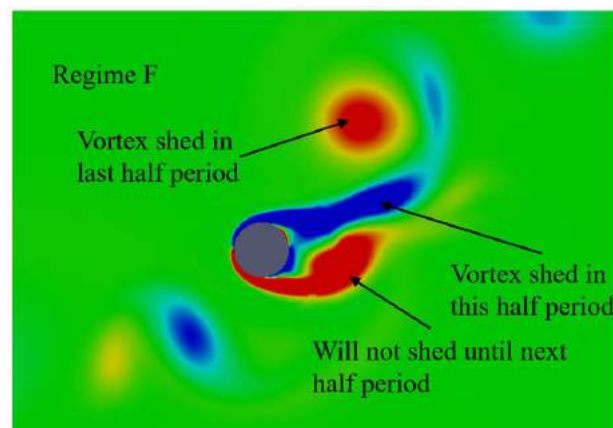 Regime F
Vortex shed in
last half period
Vortex shed in
this half period
Will not shed until next
half period